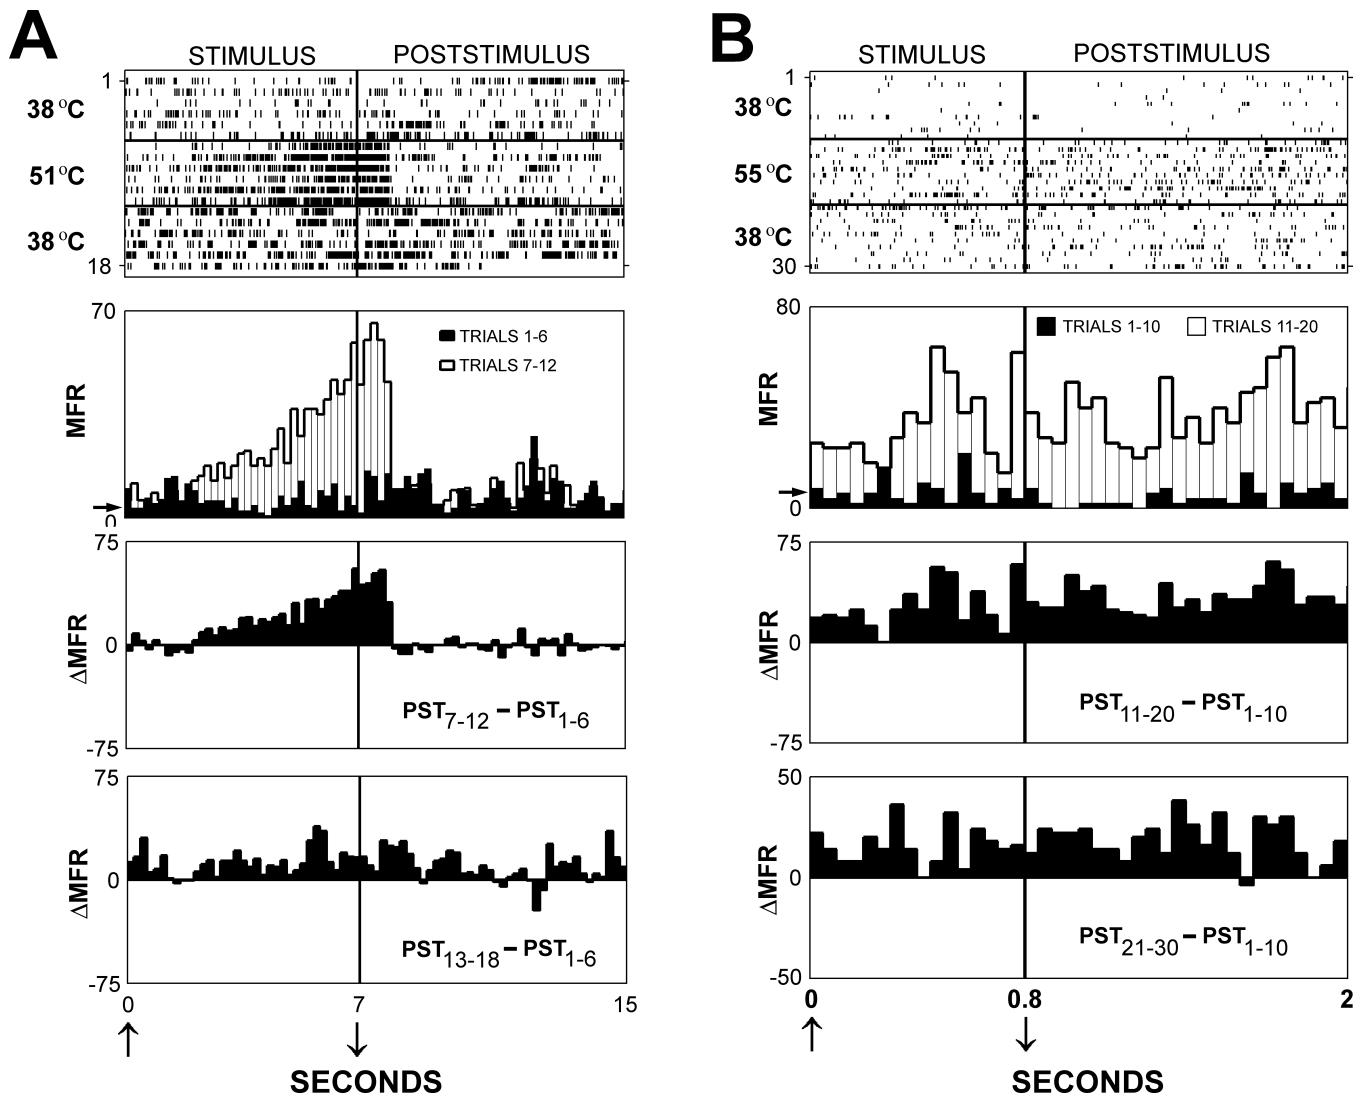 A
STIMULUS POSTSTIMULUS
1
38 °C
51 °C
38 °C
18
70
MFR
0
TRIALS 1-6
TRIALS 7-12
75
ΔMFR
0
-75
PST7-12 – PST1-6
75
ΔMFR
0
-75
PST13-18 – PST1-6
0 7 15
SECONDS
B
STIMULUS POSTSTIMULUS
1
38 °C
55 °C
38 °C
30
80
MFR
0
TRIALS 1-10 TRIALS 11-20
75
ΔMFR
0
-75
PST11-20 – PST1-10
50
ΔMFR
0
-50
PST21-30 – PST1-10
0 0.8 2
SECONDS